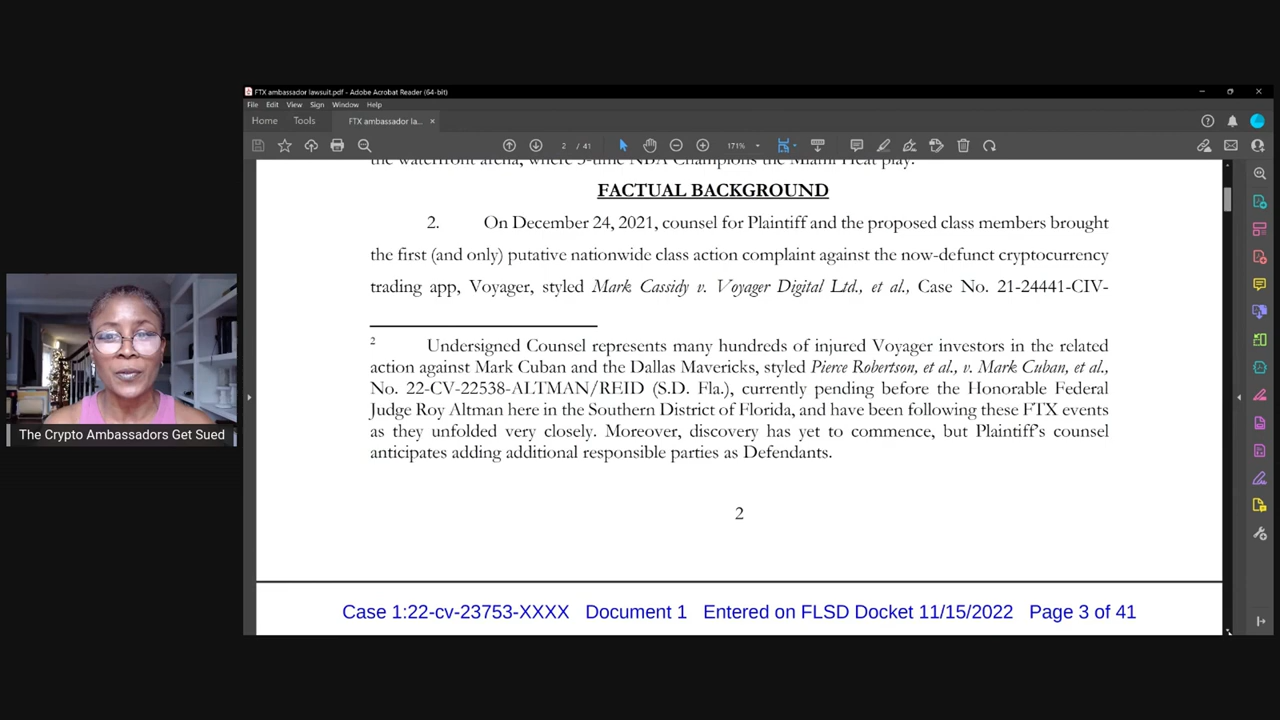 FTX ambassador lawsuit.pdf - Adobe Acrobat Reader (64-bit)
File Edit View Sign Window Help
Home Tools FTX ambassador la... ×
2 / 41 171%
the waterfront arena, where 3-time NBA Champions the Miami Heat play.
FACTUAL BACKGROUND
2. On December 24, 2021, counsel for Plaintiff and the proposed class members brought
the first (and only) putative nationwide class action complaint against the now-defunct cryptocurrency
trading app, Voyager, styled Mark Cassidy v. Voyager Digital Ltd., et al., Case No. 21-24441-CIV-
2 Undersigned Counsel represents many hundreds of injured Voyager investors in the related
action against Mark Cuban and the Dallas Mavericks, styled Pierce Robertson, et al., v. Mark Cuban, et al.,
No. 22-CV-22538-ALTMAN/REID (S.D. Fla.), currently pending before the Honorable Federal
Judge Roy Altman here in the Southern District of Florida, and have been following these FTX events
as they unfolded very closely. Moreover, discovery has yet to commence, but Plaintiff's counsel
anticipates adding additional responsible parties as Defendants.
2
Case 1:22-cv-23753-XXXX Document 1 Entered on FLSD Docket 11/15/2022 Page 3 of 41
The Crypto Ambassadors Get Sued